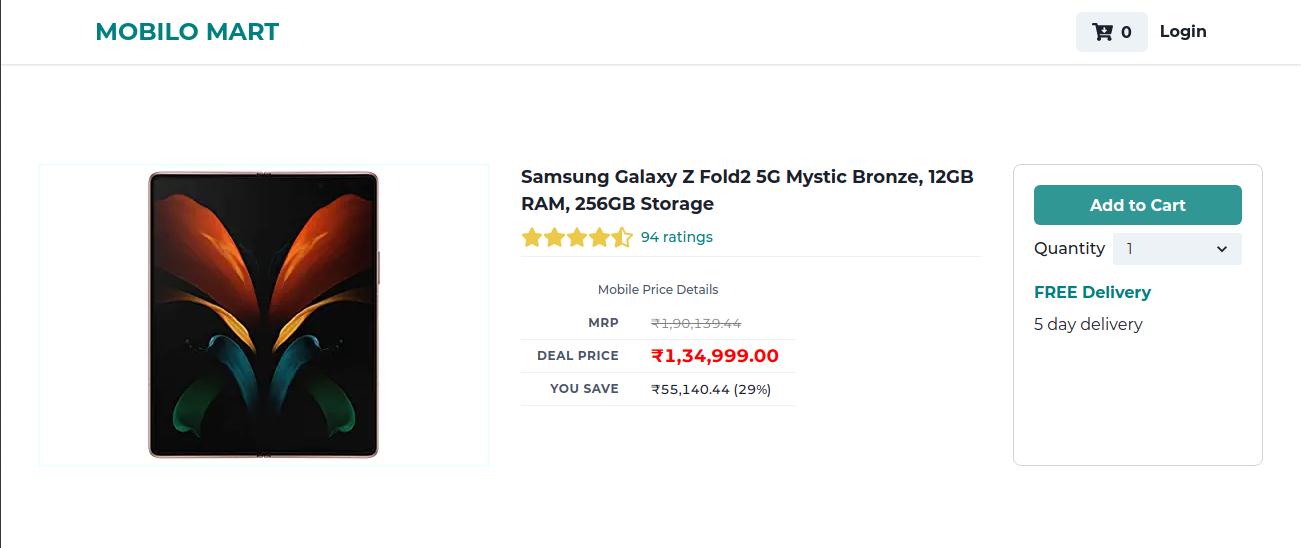 MOBILO MART
0
Login
Samsung Galaxy Z Fold2 5G Mystic Bronze, 12GB
RAM, 256GB Storage
94 ratings
Mobile Price Details
MRP ₹1,90,139.44
DEAL PRICE ₹1,34,999.00
YOU SAVE ₹55,140.44 (29%)
Add to Cart
Quantity 1
FREE Delivery
5 day delivery